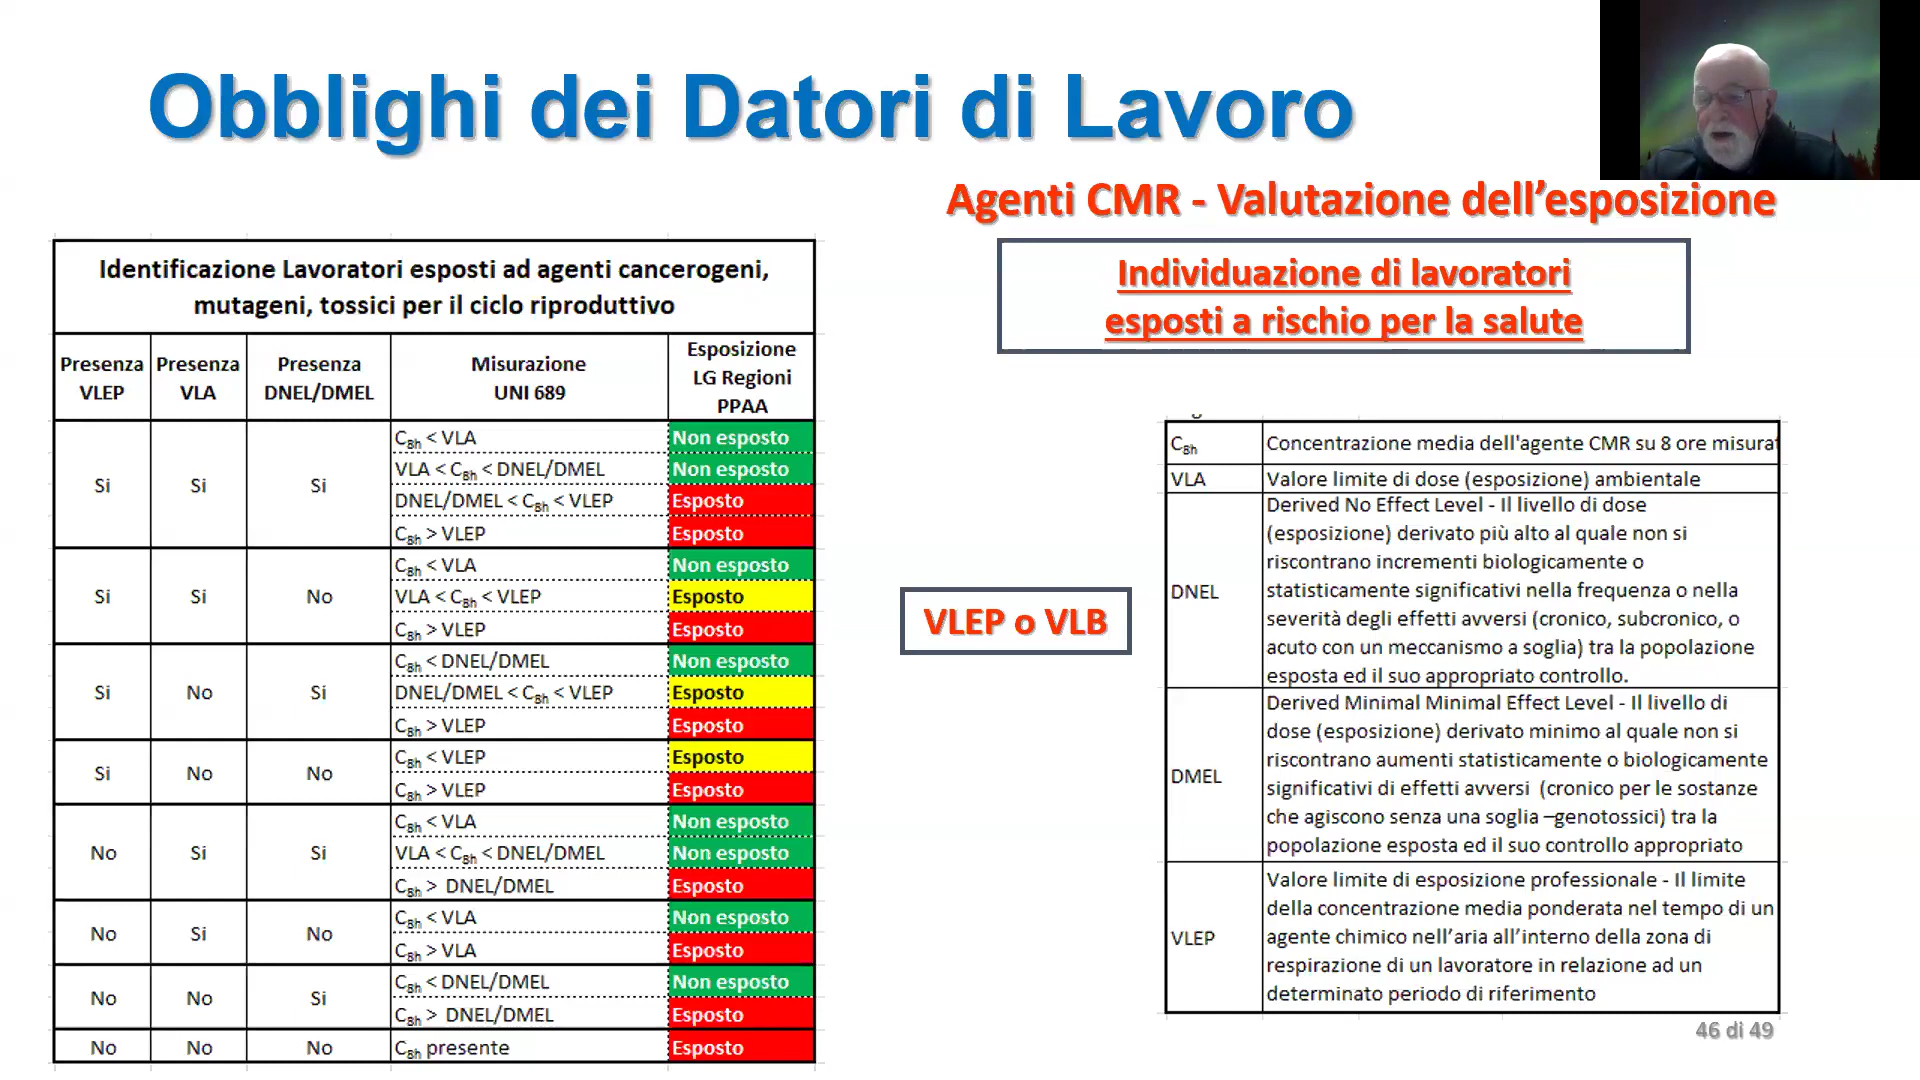 Obblighi dei Datori di Lavoro
Agenti CMR - Valutazione dell'esposizione
Individuazione di lavoratori
esposti a rischio per la salute
Identificazione Lavoratori esposti ad agenti cancerogeni,
mutageni, tossici per il ciclo riproduttivo
Presenza VLEP Presenza VLA Presenza DNEL/DMEL Misurazione UNI 689 Esposizione LG Regioni PPAA
Si Si Si
C8h < VLA Non esposto
VLA < C8h < DNEL/DMEL Non esposto
DNEL/DMEL < C8h < VLEP Esposto
C8h > VLEP Esposto
Si Si No
C8h < VLA Non esposto
VLA < C8h < VLEP Esposto
C8h > VLEP Esposto
Si No Si
C8h < DNEL/DMEL Non esposto
DNEL/DMEL < C8h < VLEP Esposto
C8h > VLEP Esposto
Si No No
C8h < VLEP Esposto
C8h > VLEP Esposto
No Si Si
C8h < VLA Non esposto
VLA < C8h < DNEL/DMEL Non esposto
C8h > DNEL/DMEL Esposto
No Si No
C8h < VLA Non esposto
C8h > VLA Esposto
No No Si
C8h < DNEL/DMEL Non esposto
C8h > DNEL/DMEL Esposto
No No No
C8h presente Esposto
VLEP o VLB
C8h Concentrazione media dell'agente CMR su 8 ore misurat
VLA Valore limite di dose (esposizione) ambientale
DNEL
Derived No Effect Level - Il livello di dose
(esposizione) derivato più alto al quale non si
riscontrano incrementi biologicamente o
statisticamente significativi nella frequenza o nella
severità degli effetti avversi (cronico, subcronico, o
acuto con un meccanismo a soglia) tra la popolazione
esposta ed il suo appropriato controllo.
DMEL
Derived Minimal Minimal Effect Level - Il livello di
dose (esposizione) derivato minimo al quale non si
riscontrano aumenti statisticamente o biologicamente
significativi di effetti avversi (cronico per le sostanze
che agiscono senza una soglia –genotossici) tra la
popolazione esposta ed il suo controllo appropriato
VLEP
Valore limite di esposizione professionale - Il limite
della concentrazione media ponderata nel tempo di un
agente chimico nell'aria all'interno della zona di
respirazione di un lavoratore in relazione ad un
determinato periodo di riferimento
46 di 49